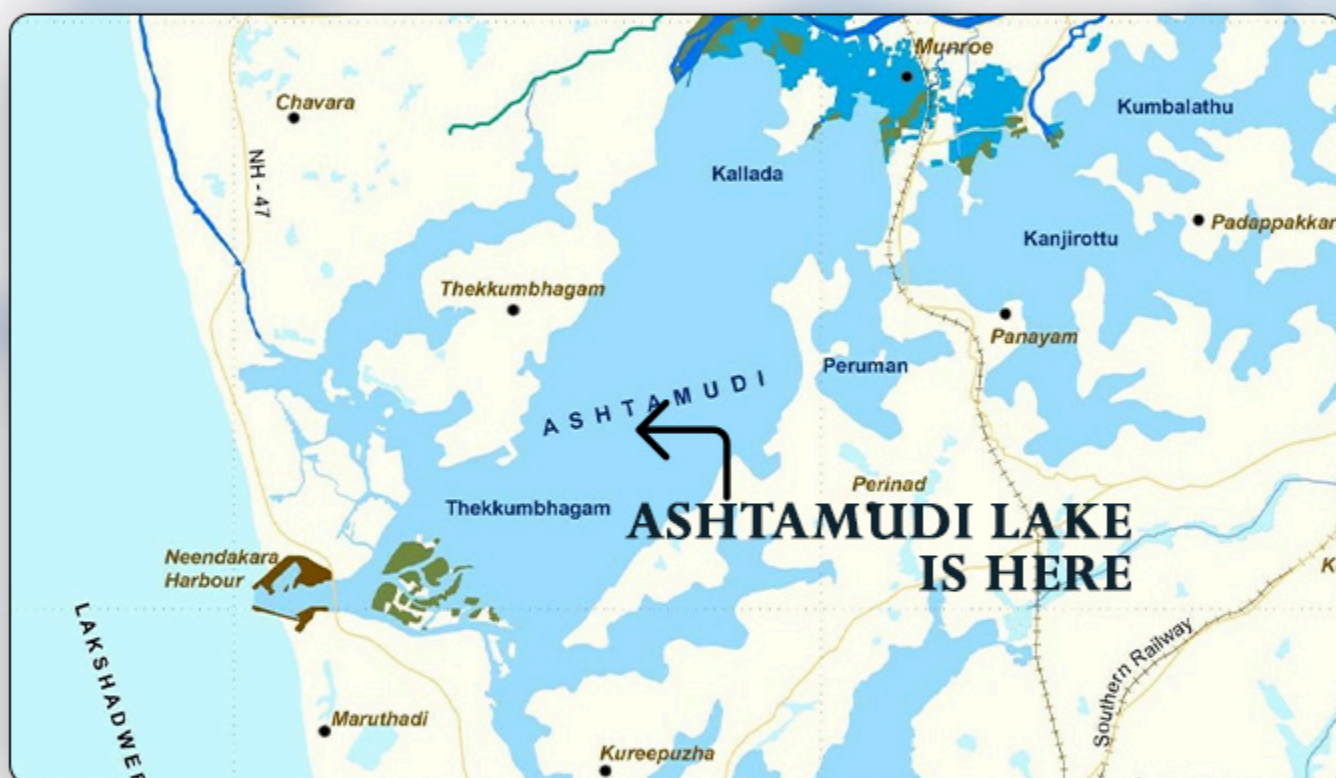 Munroe
Chavara
Kumbalathu
NH - 47
Kallada
Padappakkar
Kanjirottu
Thekkumbhagam
Panayam
Peruman
ASHTAMUDI
Perinad
Thekkumbhagam
ASHTAMUDI LAKE
IS HERE
Neendakara
Harbour
K
LAKSHADWE
Southern Railway
Maruthadi
Kureepuzha